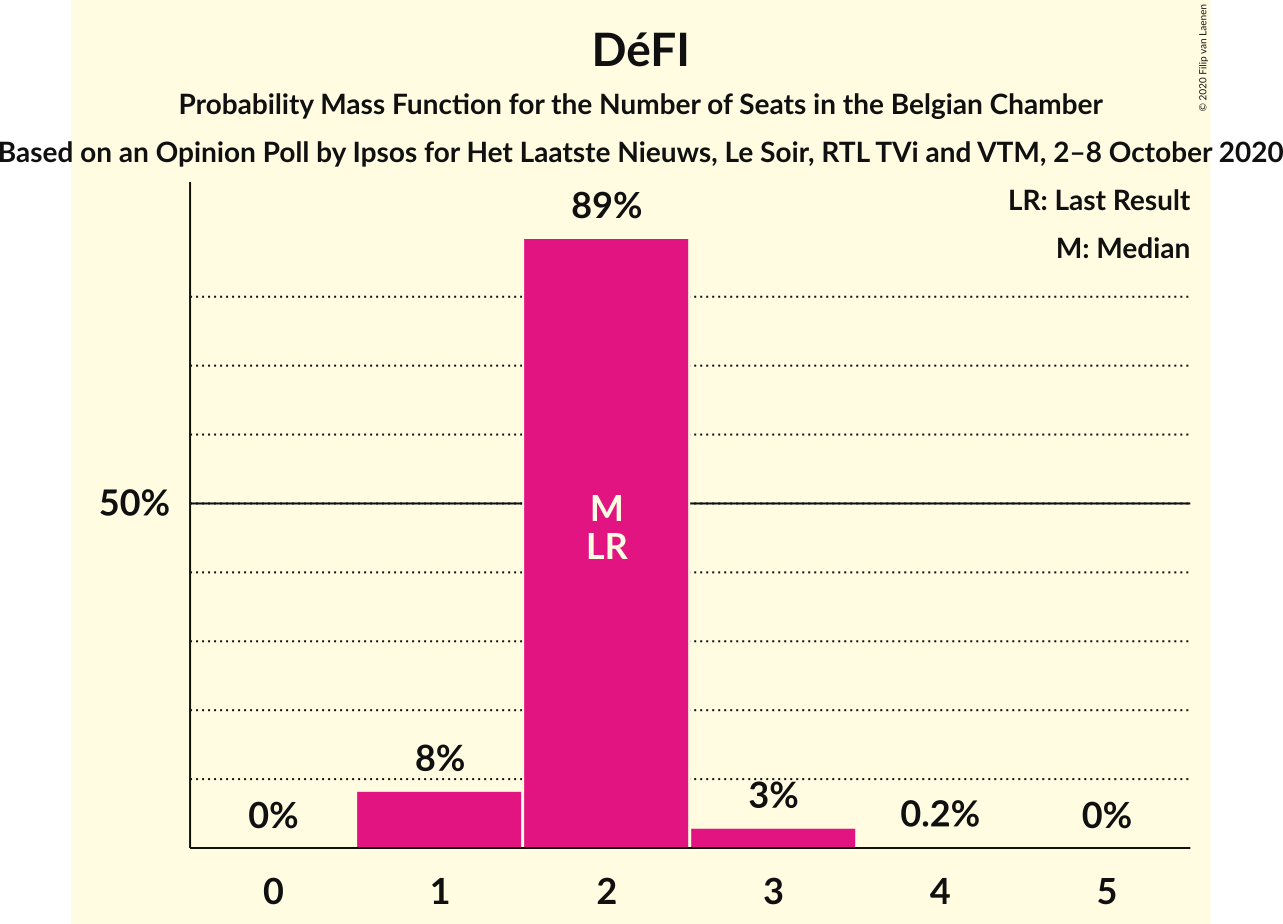 DéFI
Probability Mass Function for the Number of Seats in the Belgian Chamber
Based on an Opinion Poll by Ipsos for Het Laatste Nieuws, Le Soir, RTL TVi and VTM, 2–8 October 2020
© 2020 Filip van Laenen
LR: Last Result
M: Median
89%
50%
M
LR
8%
3%
0%
0.2%
0%
0 1 2 3 4 5